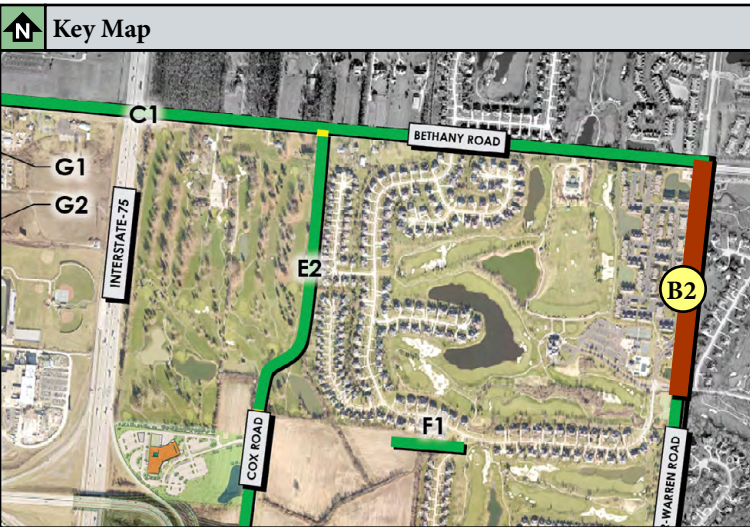 N Key Map
C1
BETHANY ROAD
G1
G2
INTERSTATE-75
E2
B2
F1
COX ROAD
-WARREN ROAD